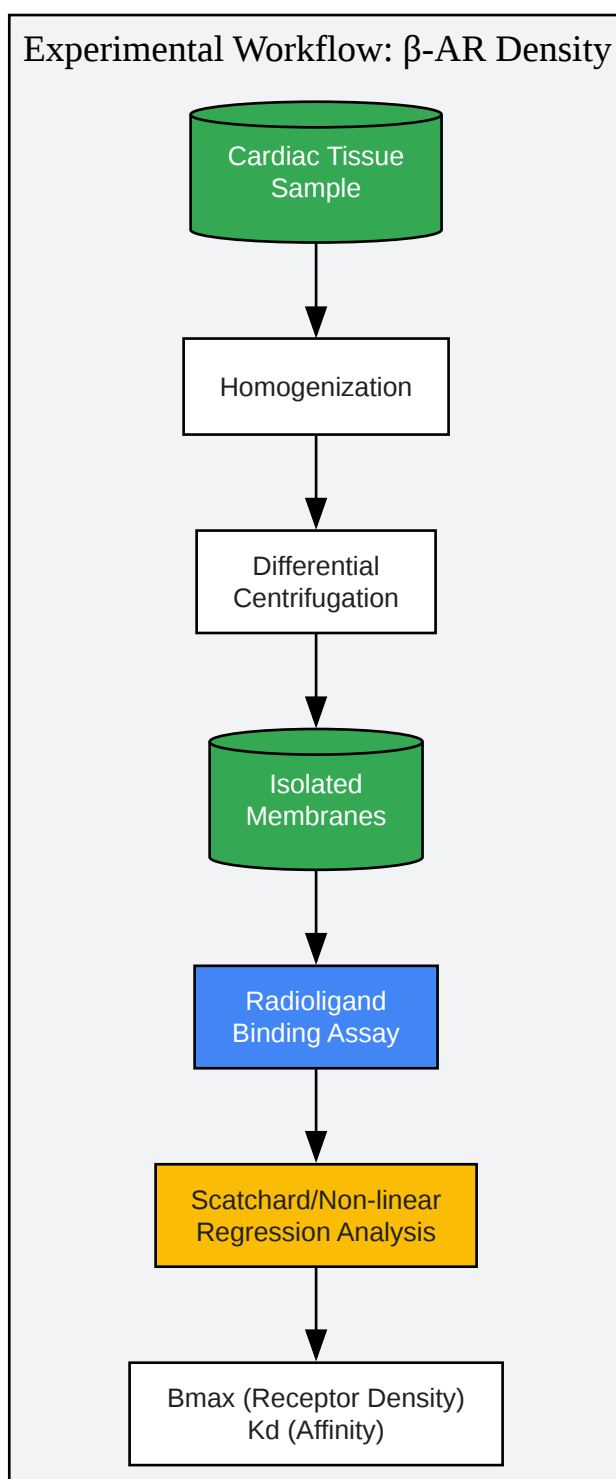 Experimental Workflow: β-AR Density
Cardiac Tissue
Sample
Homogenization
Differential
Centrifugation
Isolated
Membranes
Radioligand
Binding Assay
Scatchard/Non-linear
Regression Analysis
Bmax (Receptor Density)
Kd (Affinity)